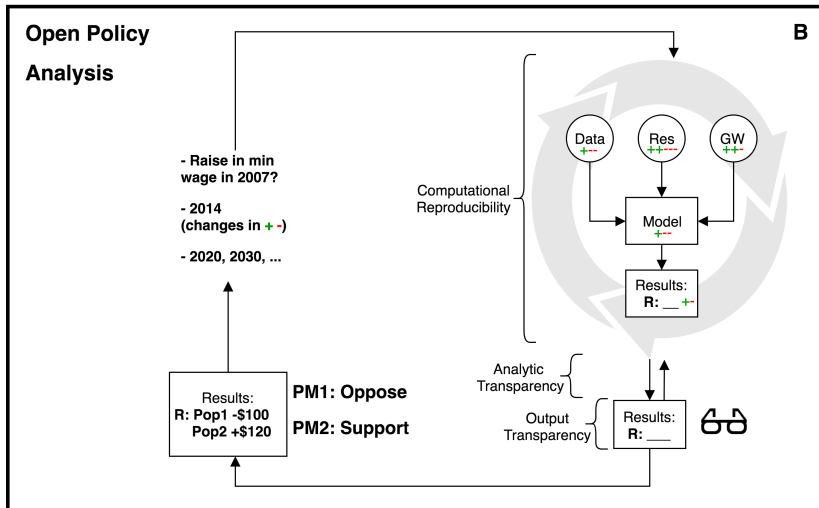 Open Policy
Analysis
B
- Raise in min
wage in 2007?
- 2014
(changes in + -)
- 2020, 2030, ...
Computational
Reproducibility
Data
+--
Res
++---
GW
++-
Model
+--
Results:
R: __ +-
Analytic
Transparency
Output
Transparency
Results:
R: ___
Results:
R: Pop1 -$100
Pop2 +$120
PM1: Oppose
PM2: Support